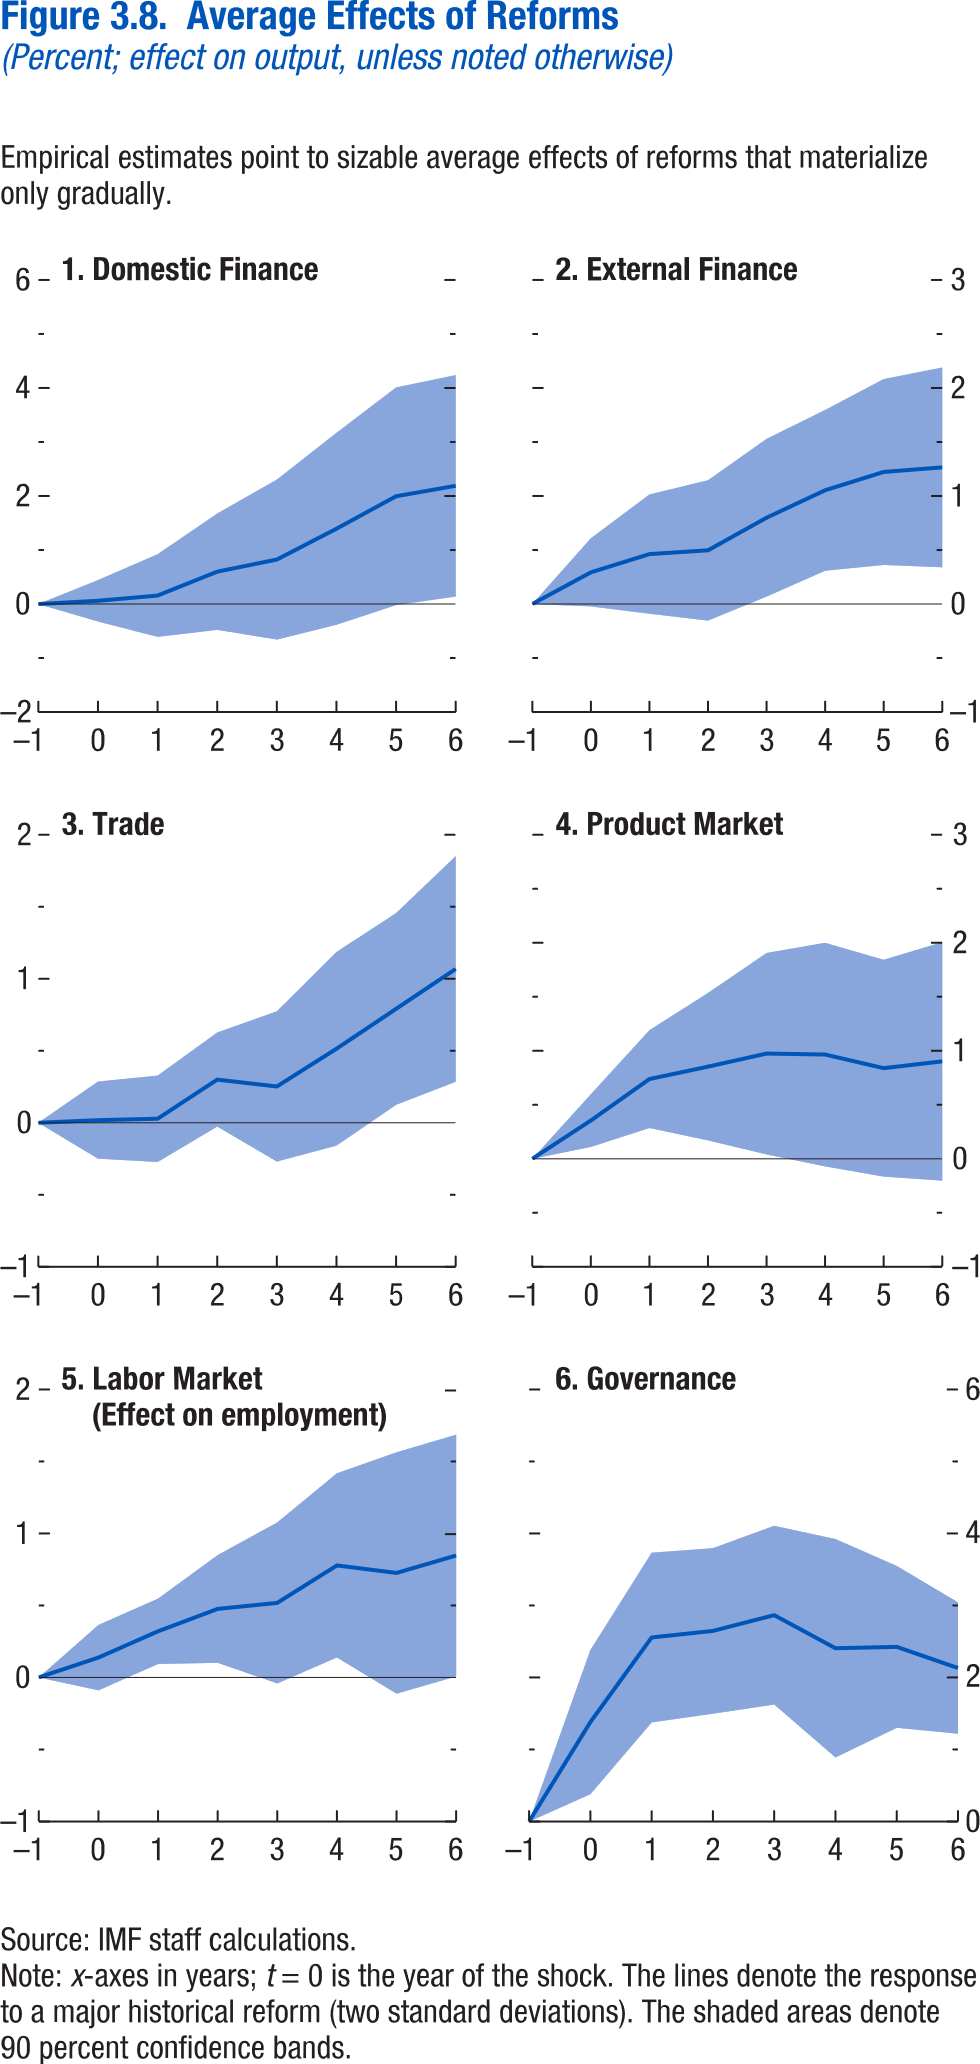 Figure 3.8.  Average Effects of Reforms
(Percent; effect on output, unless noted otherwise)
Empirical estimates point to sizable average effects of reforms that materialize
only gradually.
1. Domestic Finance
6
4
2
0
–2
–1 0 1 2 3 4 5 6
2. External Finance
3
2
1
0
–1
–1 0 1 2 3 4 5 6
3. Trade
2
1
0
–1
–1 0 1 2 3 4 5 6
4. Product Market
3
2
1
0
–1
–1 0 1 2 3 4 5 6
5. Labor Market
(Effect on employment)
2
1
0
–1
–1 0 1 2 3 4 5 6
6. Governance
6
4
2
0
–1 0 1 2 3 4 5 6
Source: IMF staff calculations.
Note: x-axes in years; t = 0 is the year of the shock. The lines denote the response
to a major historical reform (two standard deviations). The shaded areas denote
90 percent confidence bands.